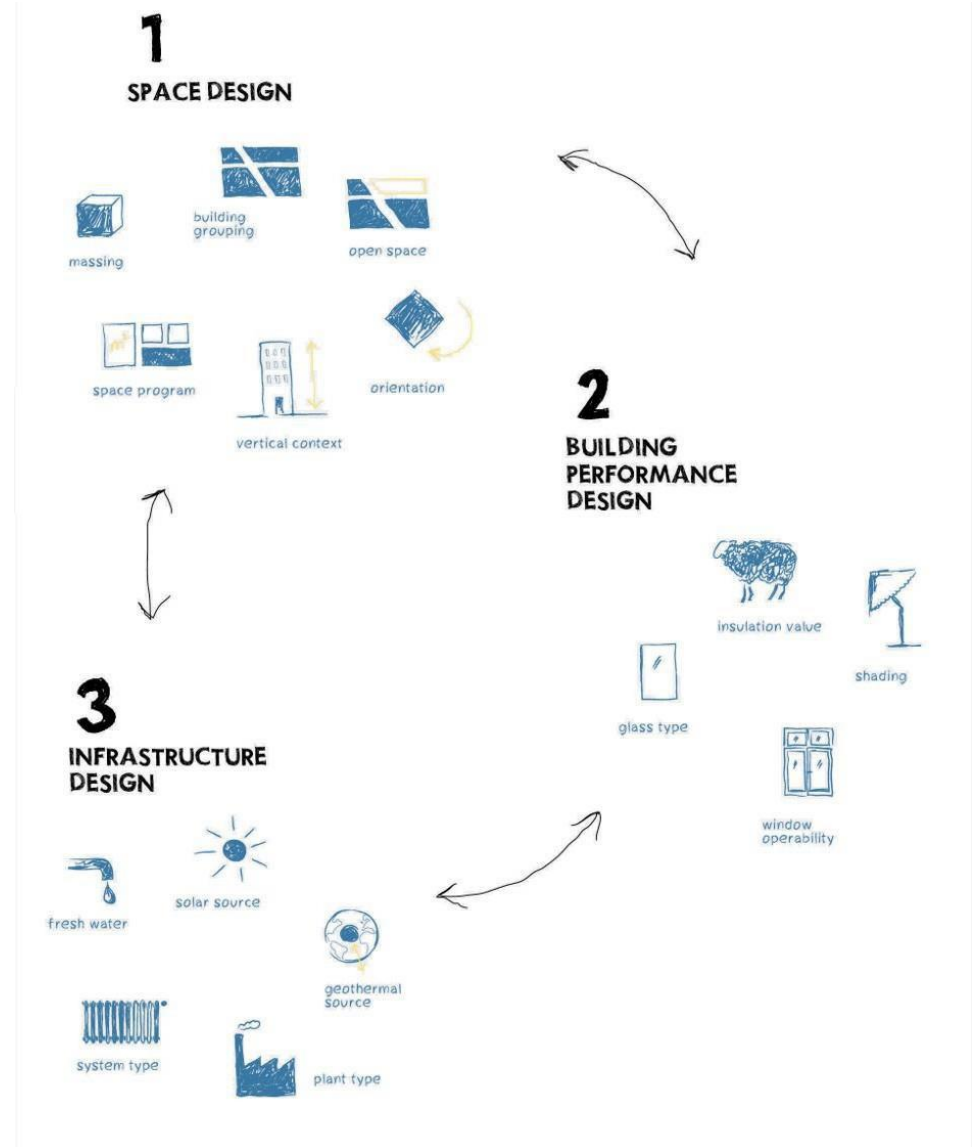 1
SPACE DESIGN
massing
building
grouping
open space
space program
m²
vertical context
orientation
2
BUILDING
PERFORMANCE
DESIGN
insulation value
shading
glass type
window
operability
3
INFRASTRUCTURE
DESIGN
fresh water
solar source
geothermal
source
system type
plant type